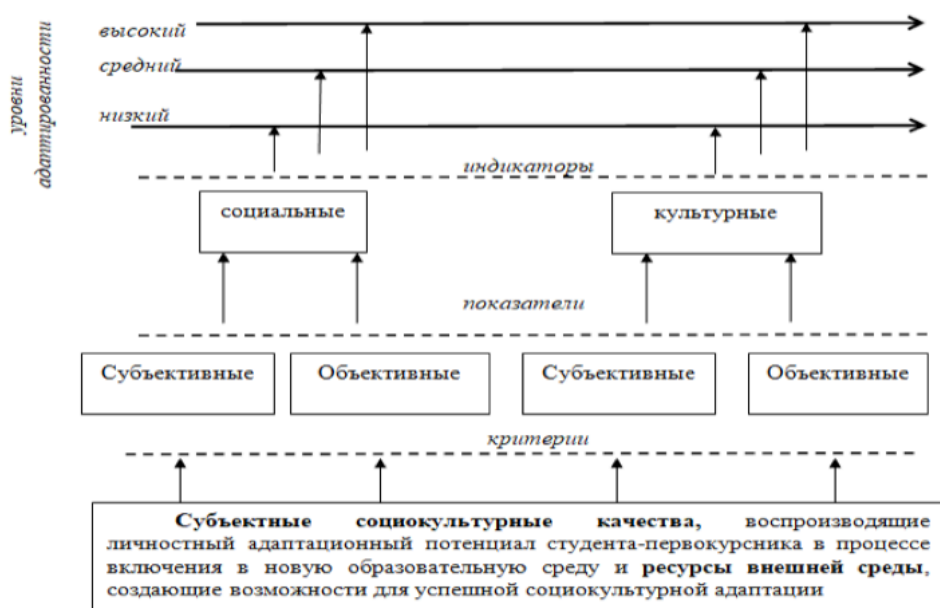 уровни
адаптированности
высокий
средний
низкий
индикаторы
социальные
культурные
показатели
Субъективные
Объективные
Субъективные
Объективные
критерии
Субъектные социокультурные качества, воспроизводящие
личностный адаптационный потенциал студента-первокурсника в процессе
включения в новую образовательную среду и ресурсы внешней среды,
создающие возможности для успешной социокультурной адаптации